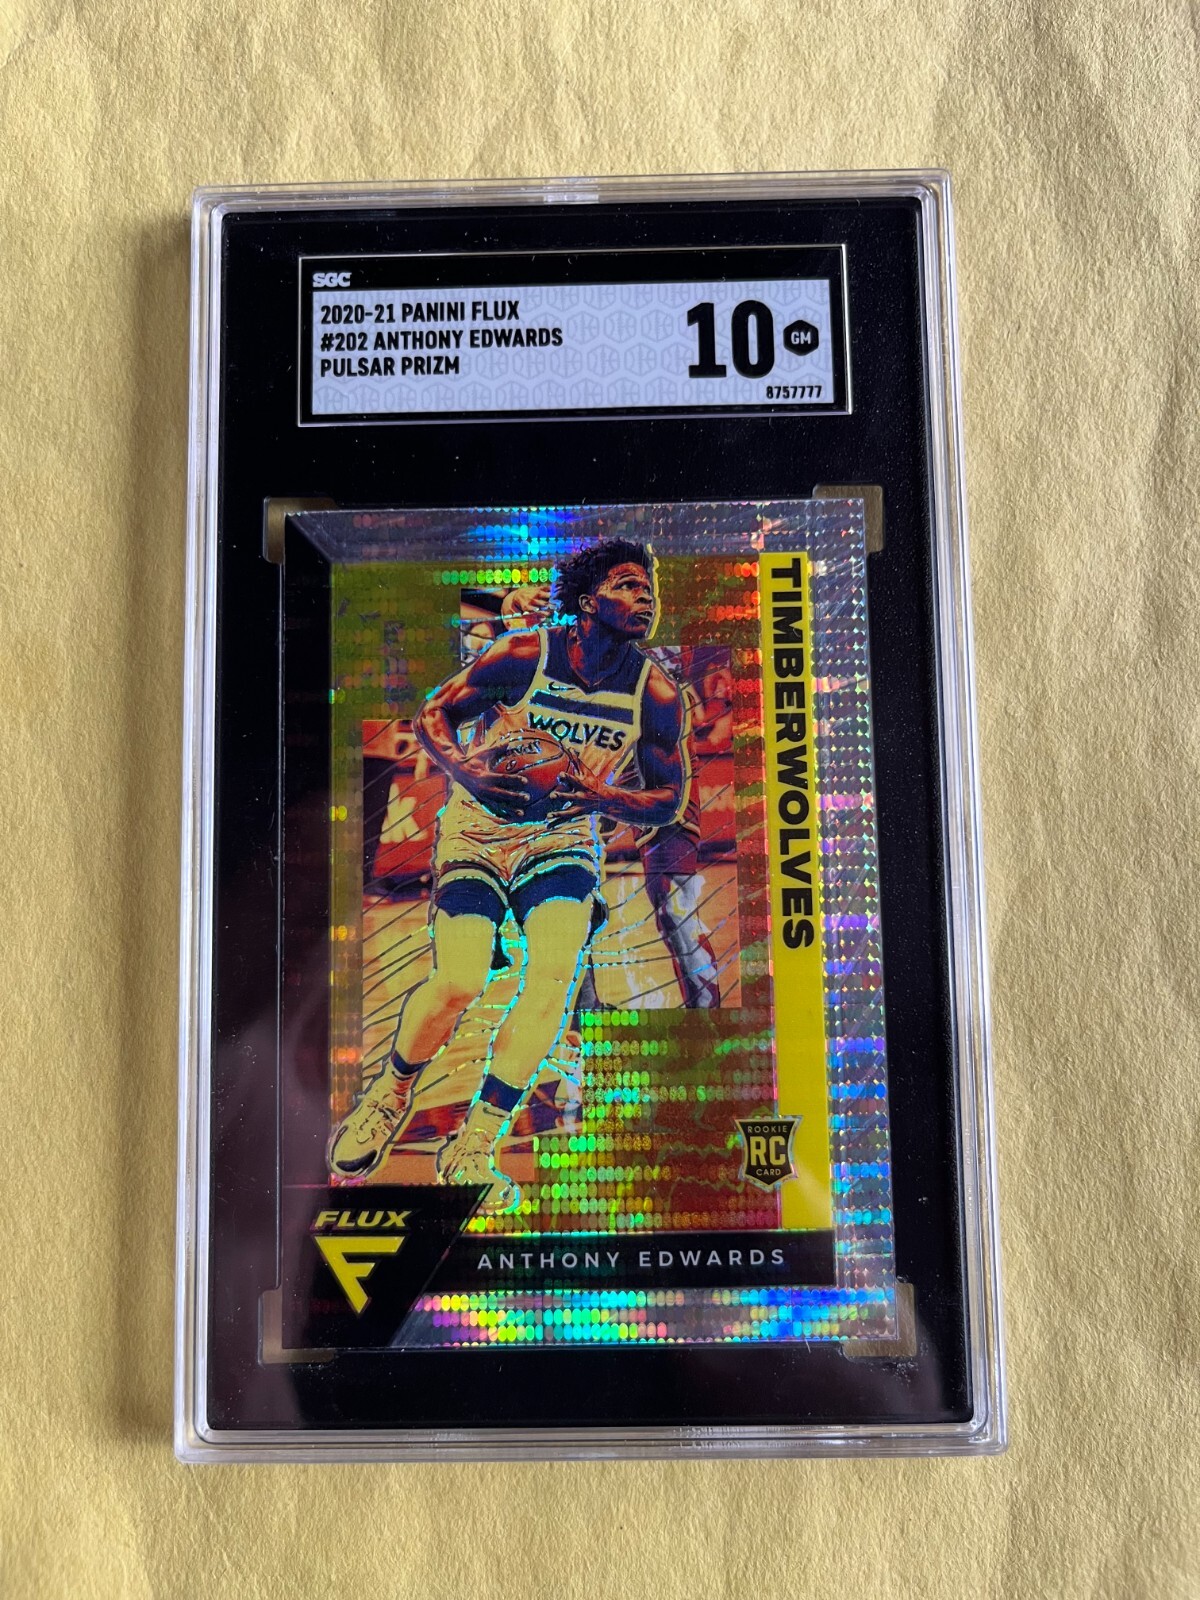 SGC
2020-21 PANINI FLUX
#202 ANTHONY EDWARDS
PULSAR PRIZM
10
GM
8757777
TIMBERWOLVES
WOLVES
ROOKIE
RC
CARD
FLUX
F
ANTHONY EDWARDS